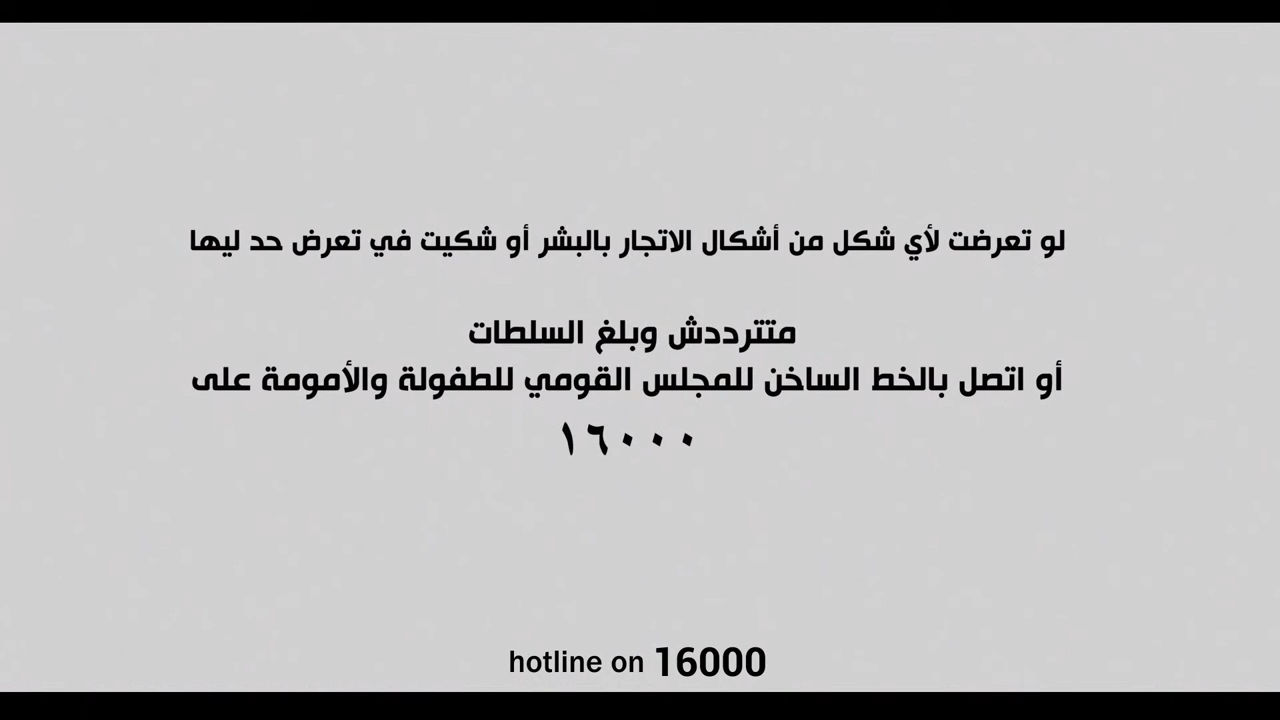 لو تعرضت لأي شكل من أشكال الاتجار بالبشر أو شكيت في تعرض حد ليها
متترددش وبلغ السلطات
أو اتصل بالخط الساخن للمجلس القومي للطفولة والأمومة على
١٦٠٠٠
hotline on 16000